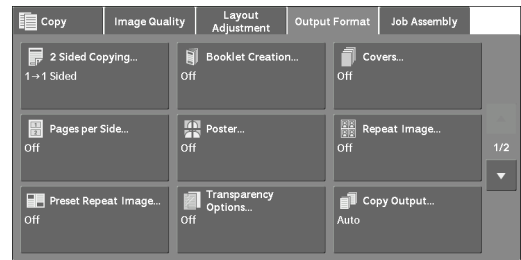 Copy
Image Quality
Layout
Adjustment
Output Format
Job Assembly
2 Sided Copying...
1→1 Sided
Booklet Creation...
Off
Covers...
Off
Pages per Side...
Off
Poster...
Off
Repeat Image...
Off
1/2
Preset Repeat Image...
Off
Transparency
Options...
Off
Copy Output...
Auto